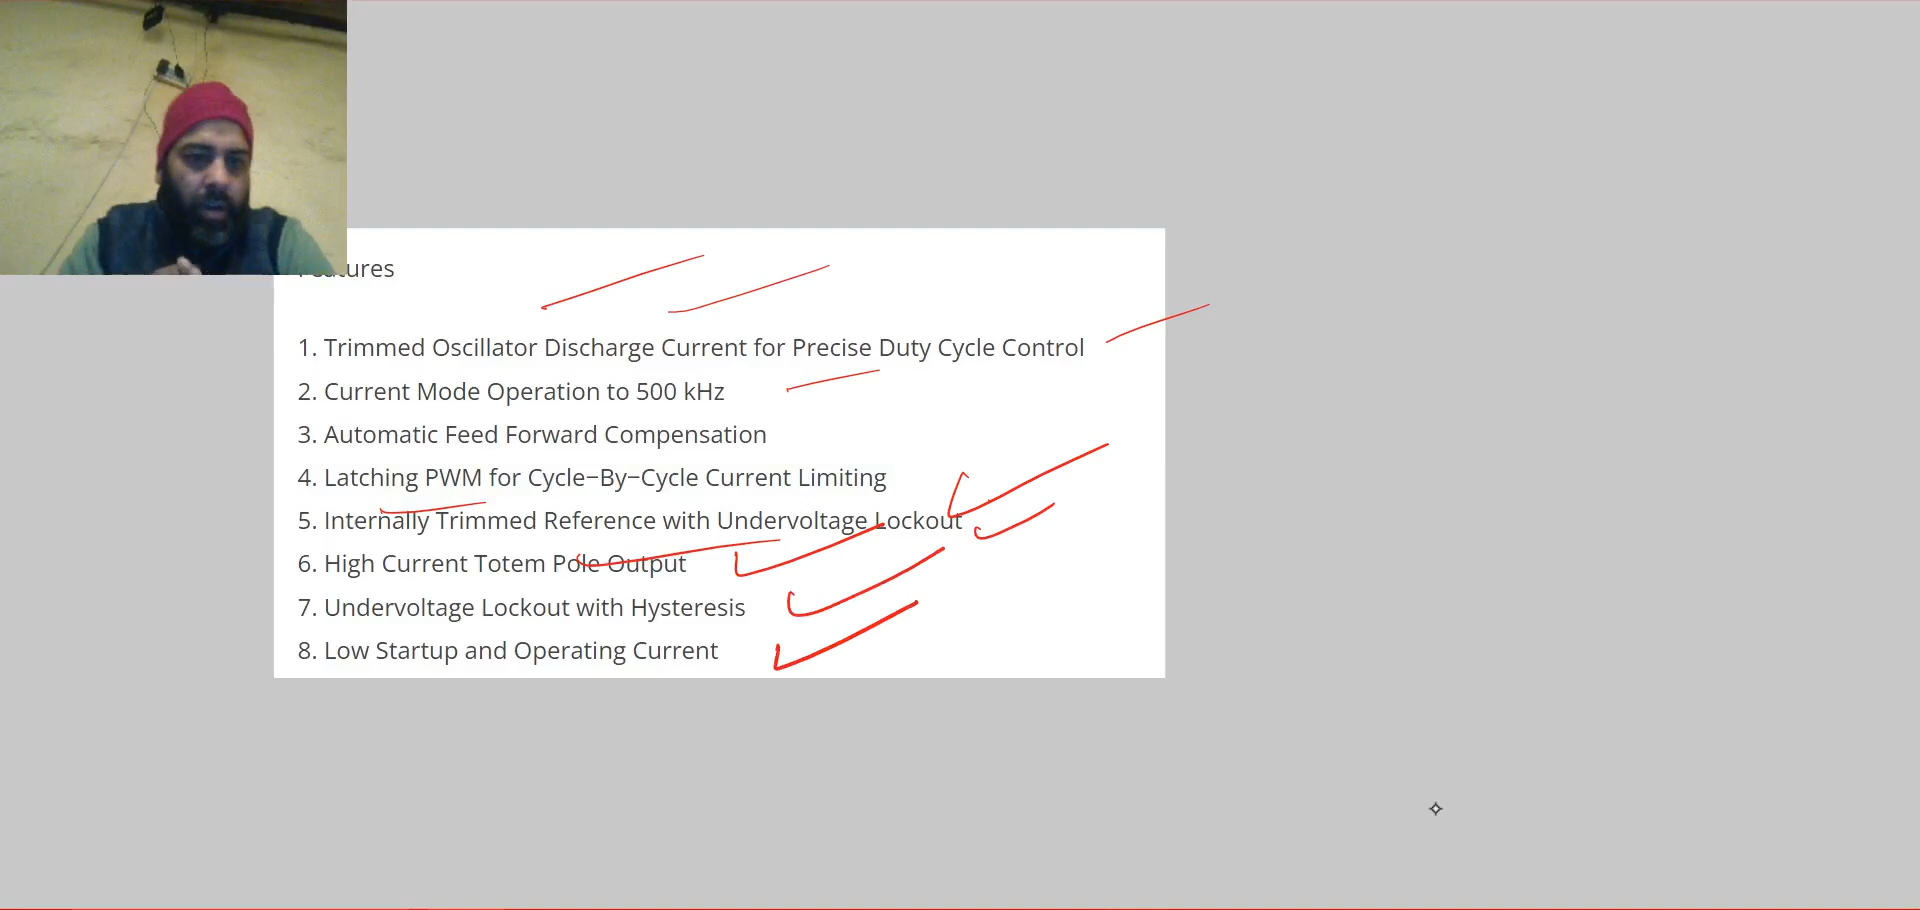 Features
1. Trimmed Oscillator Discharge Current for Precise Duty Cycle Control
2. Current Mode Operation to 500 kHz
3. Automatic Feed Forward Compensation
4. Latching PWM for Cycle−By−Cycle Current Limiting
5. Internally Trimmed Reference with Undervoltage Lockout
6. High Current Totem Pole Output
7. Undervoltage Lockout with Hysteresis
8. Low Startup and Operating Current